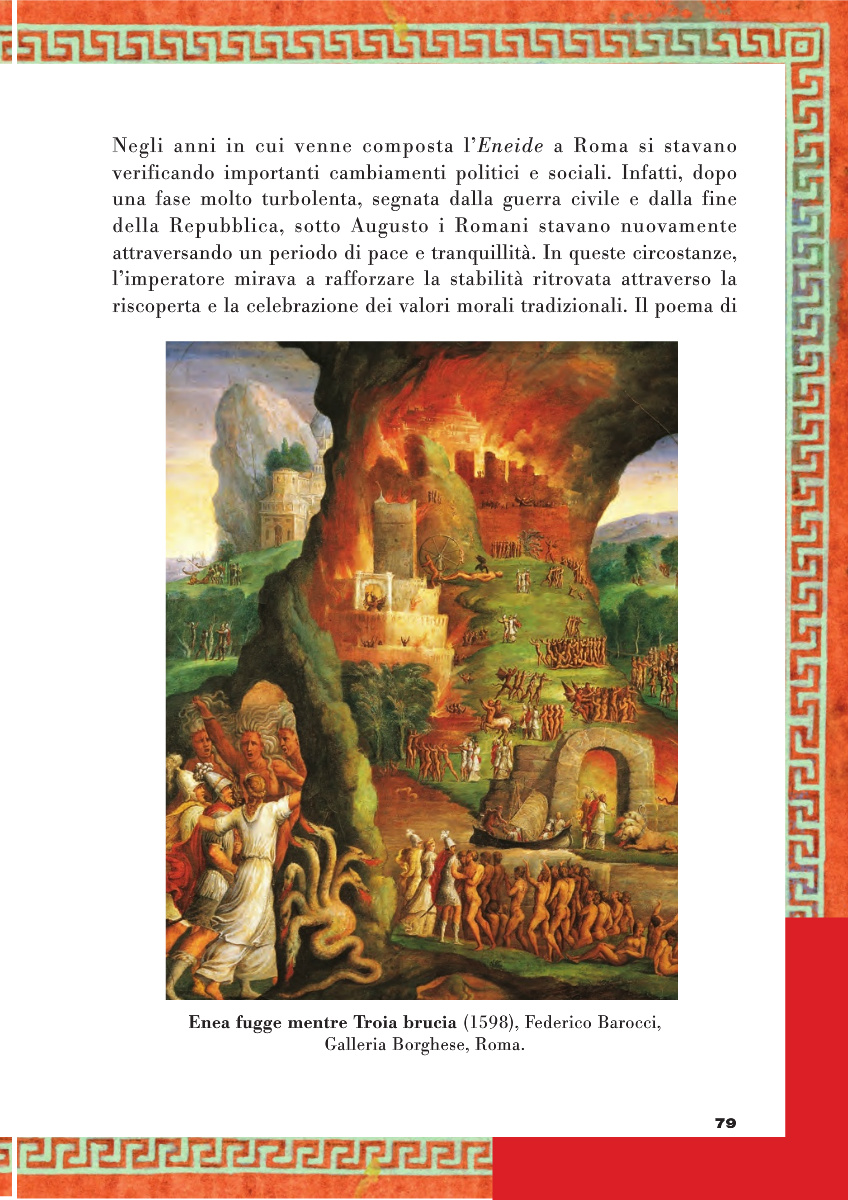 Negli anni in cui venne composta l’Eneide a Roma si stavano
verificando importanti cambiamenti politici e sociali. Infatti, dopo
una fase molto turbolenta, segnata dalla guerra civile e dalla fine
della Repubblica, sotto Augusto i Romani stavano nuovamente
attraversando un periodo di pace e tranquillità. In queste circostanze,
l’imperatore mirava a rafforzare la stabilità ritrovata attraverso la
riscoperta e la celebrazione dei valori morali tradizionali. Il poema di
Enea fugge mentre Troia brucia (1598), Federico Barocci,
Galleria Borghese, Roma.
79